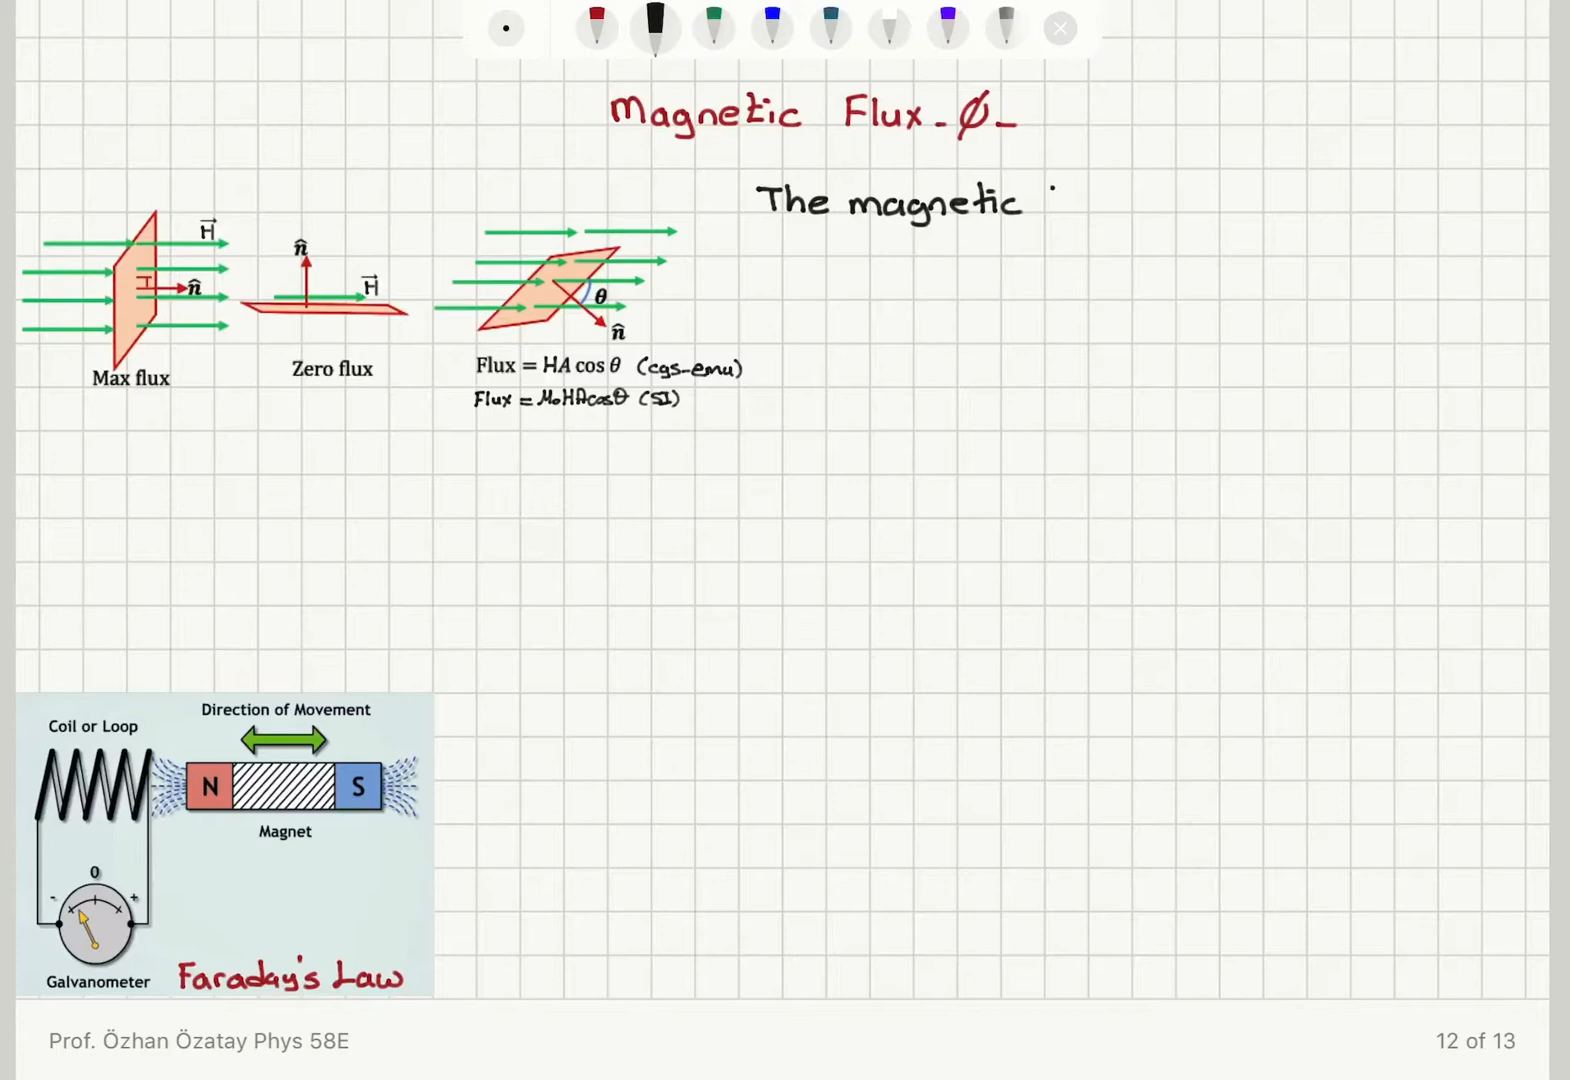 Magnetic Flux - Ø -
The magnetic
H
n̂
Max flux
n̂
H
Zero flux
θ
n̂
Flux = HA cos θ (cgs-emu)
Flux = μ₀HAcosθ (SI)
Direction of Movement
Coil or Loop
N
S
Magnet
0
- +
Galvanometer
Faraday's Law
Prof. Özhan Özatay Phys 58E
12 of 13